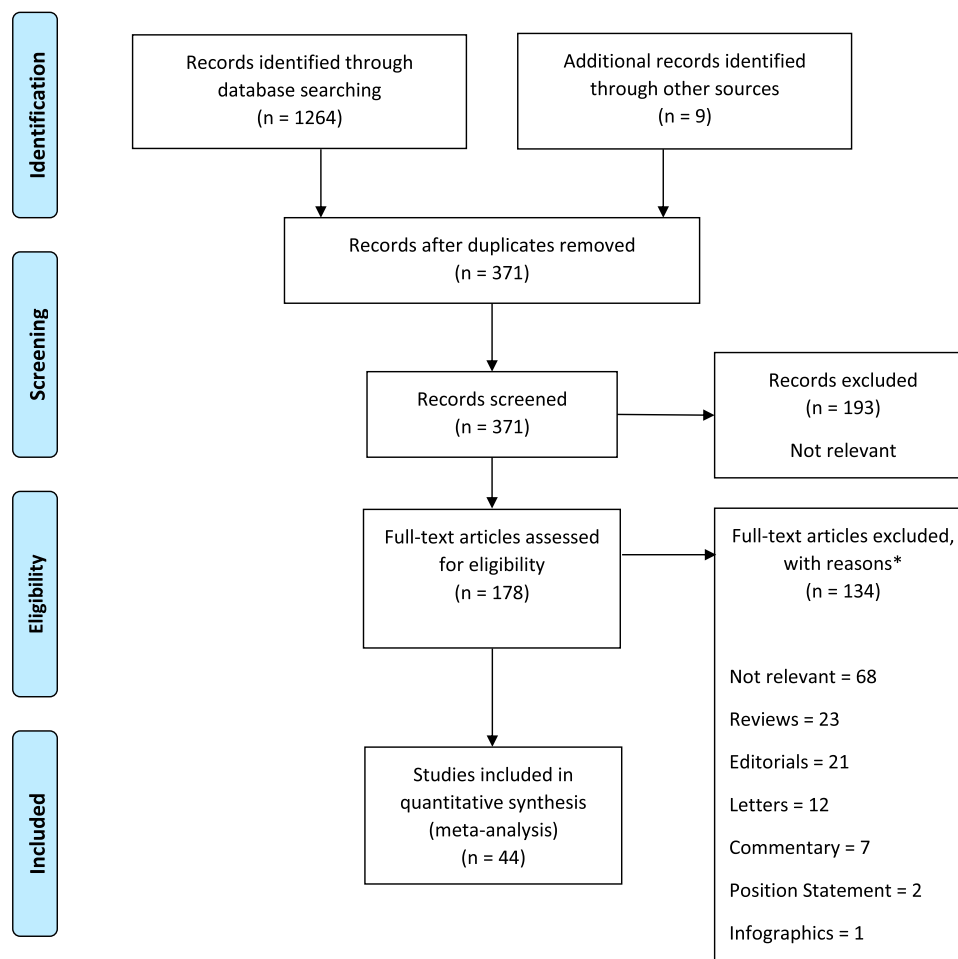 Identification
Records identified through
database searching
(n = 1264)
Additional records identified
through other sources
(n = 9)
Records after duplicates removed
(n = 371)
Screening
Records screened
(n = 371)
Records excluded
(n = 193)
Not relevant
Eligibility
Full-text articles assessed
for eligibility
(n = 178)
Full-text articles excluded,
with reasons*
(n = 134)
Not relevant = 68
Reviews = 23
Editorials = 21
Letters = 12
Commentary = 7
Position Statement = 2
Infographics = 1
Included
Studies included in
quantitative synthesis
(meta-analysis)
(n = 44)